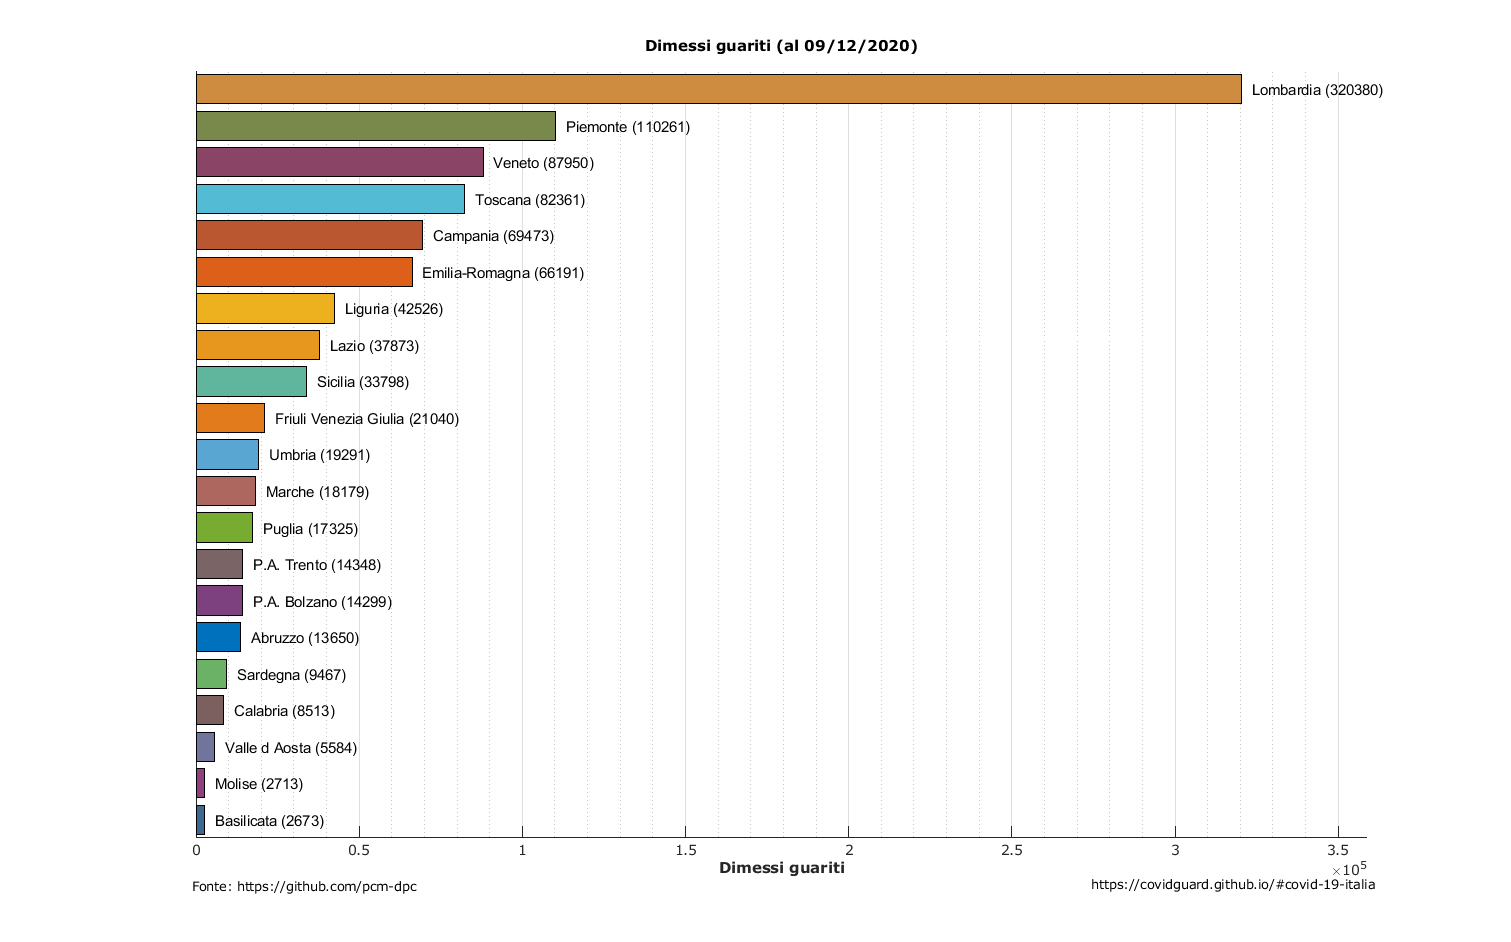 Dimessi guariti (al 09/12/2020)
Lombardia (320380)
Piemonte (110261)
Veneto (87950)
Toscana (82361)
Campania (69473)
Emilia-Romagna (66191)
Liguria (42526)
Lazio (37873)
Sicilia (33798)
Friuli Venezia Giulia (21040)
Umbria (19291)
Marche (18179)
Puglia (17325)
P.A. Trento (14348)
P.A. Bolzano (14299)
Abruzzo (13650)
Sardegna (9467)
Calabria (8513)
Valle d Aosta (5584)
Molise (2713)
Basilicata (2673)
0 0.5 1 1.5 2 2.5 3 3.5
Dimessi guariti
×10⁵
Fonte: https://github.com/pcm-dpc
https://covidguard.github.io/#covid-19-italia